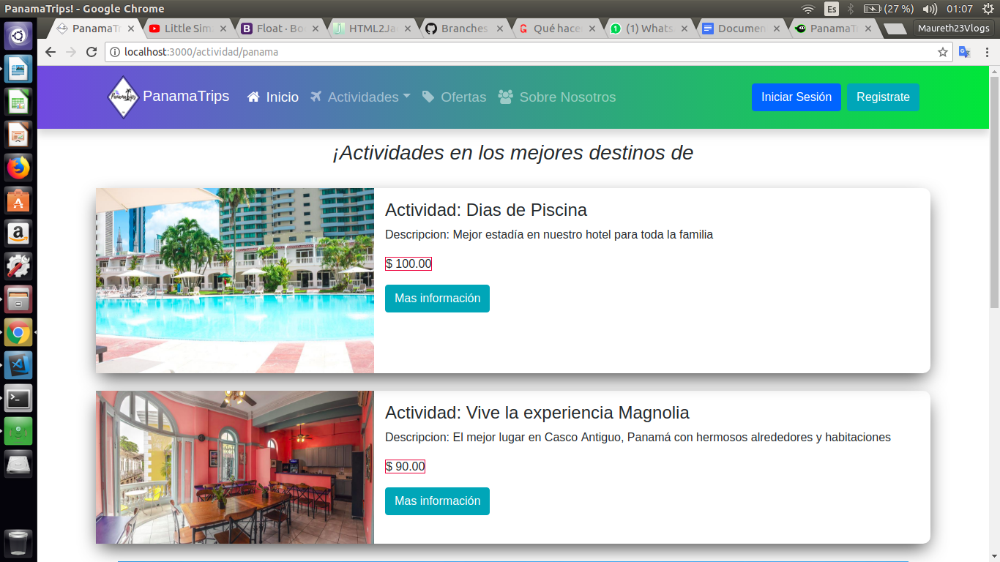 PanamaTrips! - Google Chrome
Es
(27 %)
01:07
PanamaTr
Little Sim
Float - Bo
HTML2Ja
Branches
Qué hace
(1) Whats
Documen
PanamaTr
Maureth23Vlogs
localhost:3000/actividad/panama
PanamaTrips
PanamaTrips
Inicio
Actividades
Ofertas
Sobre Nosotros
Iniciar Sesión
Registrate
¡Actividades en los mejores destinos de
Actividad: Dias de Piscina
Descripcion: Mejor estadía en nuestro hotel para toda la familia
$ 100.00
Mas información
Actividad: Vive la experiencia Magnolia
Descripcion: El mejor lugar en Casco Antiguo, Panamá con hermosos alrededores y habitaciones
$ 90.00
Mas información